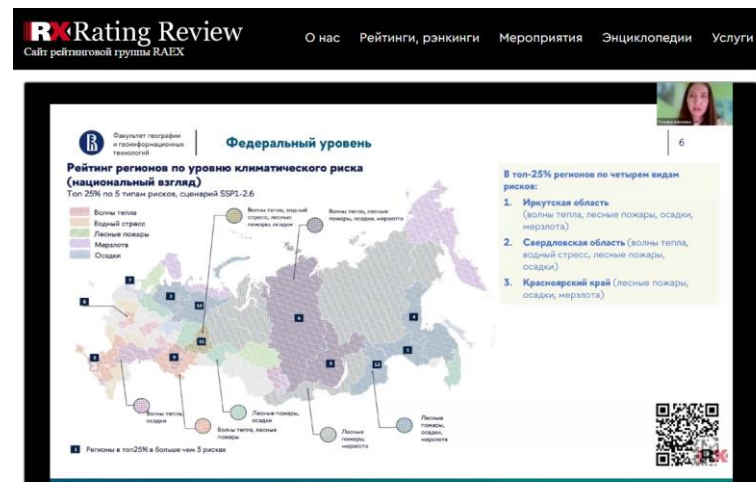 RX Rating Review
Сайт рейтинговой группы RAEX
О нас Рейтинги, рэнкинги Мероприятия Энциклопедии Услуги
Факультет географии
и геоинформационных
технологий
Федеральный уровень
6
Рейтинг регионов по уровню климатического риска
(национальный взгляд)
Топ 25% по 5 типам рисков, сценарий SSP1-2.6
Волны тепла
Водный стресс
Лесные пожары
Мерзлота
Осадки
Волны тепла, водный
стресс, лесные
пожары, осадки
Волны тепла, лесные
пожары, осадки, мерзлота
Волны тепла,
осадки
Волны тепла, лесные
пожары
Лесные пожары,
осадки
Лесные
пожары,
мерзлота
Лесные
пожары,
осадки,
мерзлота
1 Регионы в топ25% в больше чем 3 рисках
В топ-25% регионов по четырем видам
рисков:
1. Иркутская область
(волны тепла, лесные пожары, осадки,
мерзлота)
2. Свердловская область (волны тепла,
водный стресс, лесные пожары,
осадки)
3. Красноярский край (лесные пожары,
осадки, мерзлота)